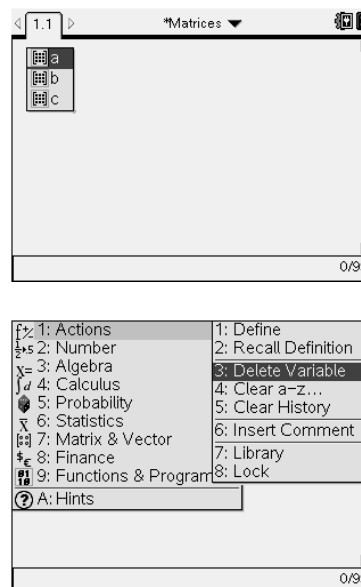 1.1 *Matrices
a
b
c
0/9
1: Actions
2: Number
3: Algebra
4: Calculus
5: Probability
6: Statistics
7: Matrix & Vector
8: Finance
9: Functions & Program
A: Hints
1: Define
2: Recall Definition
3: Delete Variable
4: Clear a-z...
5: Clear History
6: Insert Comment
7: Library
8: Lock
0/9